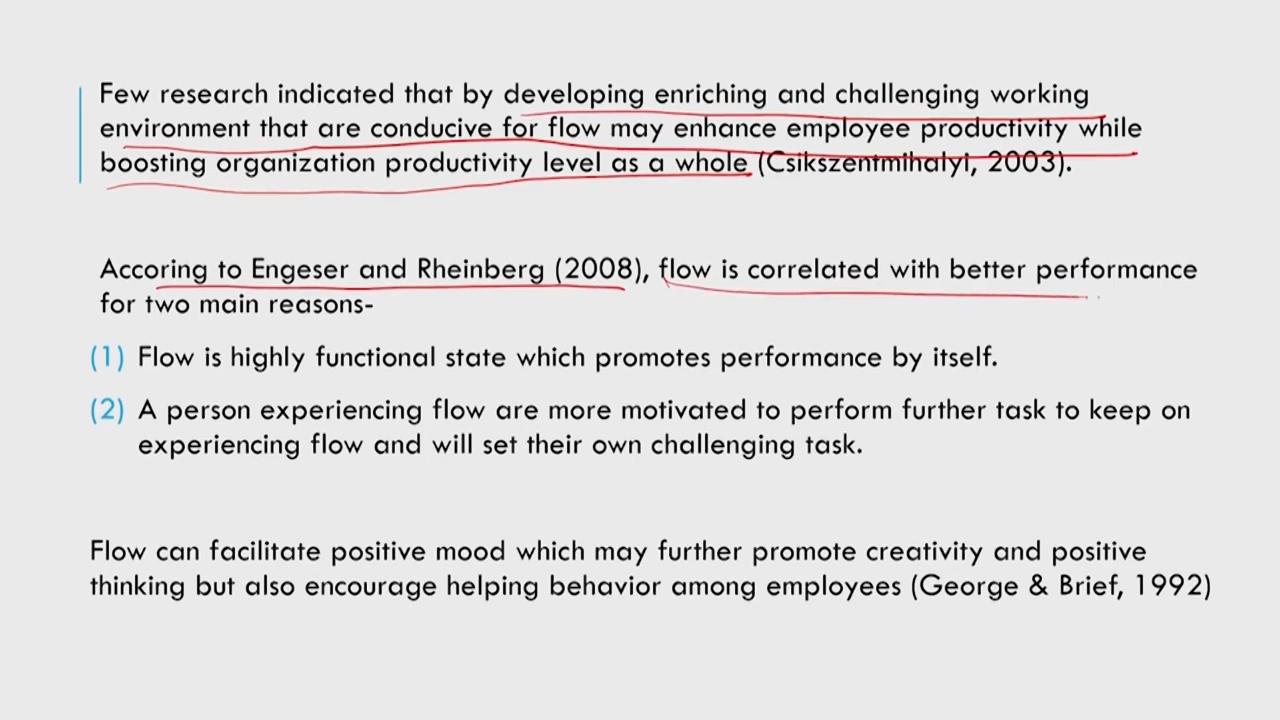 Few research indicated that by developing enriching and challenging working
environment that are conducive for flow may enhance employee productivity while
boosting organization productivity level as a whole (Csikszentmihalyi, 2003).
Accoring to Engeser and Rheinberg (2008), flow is correlated with better performance
for two main reasons-
(1) Flow is highly functional state which promotes performance by itself.
(2) A person experiencing flow are more motivated to perform further task to keep on
experiencing flow and will set their own challenging task.
Flow can facilitate positive mood which may further promote creativity and positive
thinking but also encourage helping behavior among employees (George & Brief, 1992)